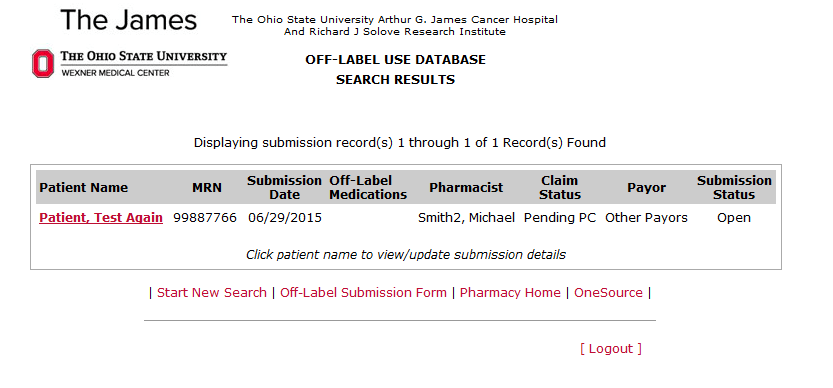 The James
The Ohio State University Arthur G. James Cancer Hospital
And Richard J Solove Research Institute
THE OHIO STATE UNIVERSITY
WEXNER MEDICAL CENTER
OFF-LABEL USE DATABASE
SEARCH RESULTS
Displaying submission record(s) 1 through 1 of 1 Record(s) Found
Patient Name MRN Submission Date Off-Label Medications Pharmacist Claim Status Payor Submission Status
Patient, Test Again 99887766 06/29/2015 Smith2, Michael Pending PC Other Payors Open
Click patient name to view/update submission details
| Start New Search | Off-Label Submission Form | Pharmacy Home | OneSource |
[ Logout ]